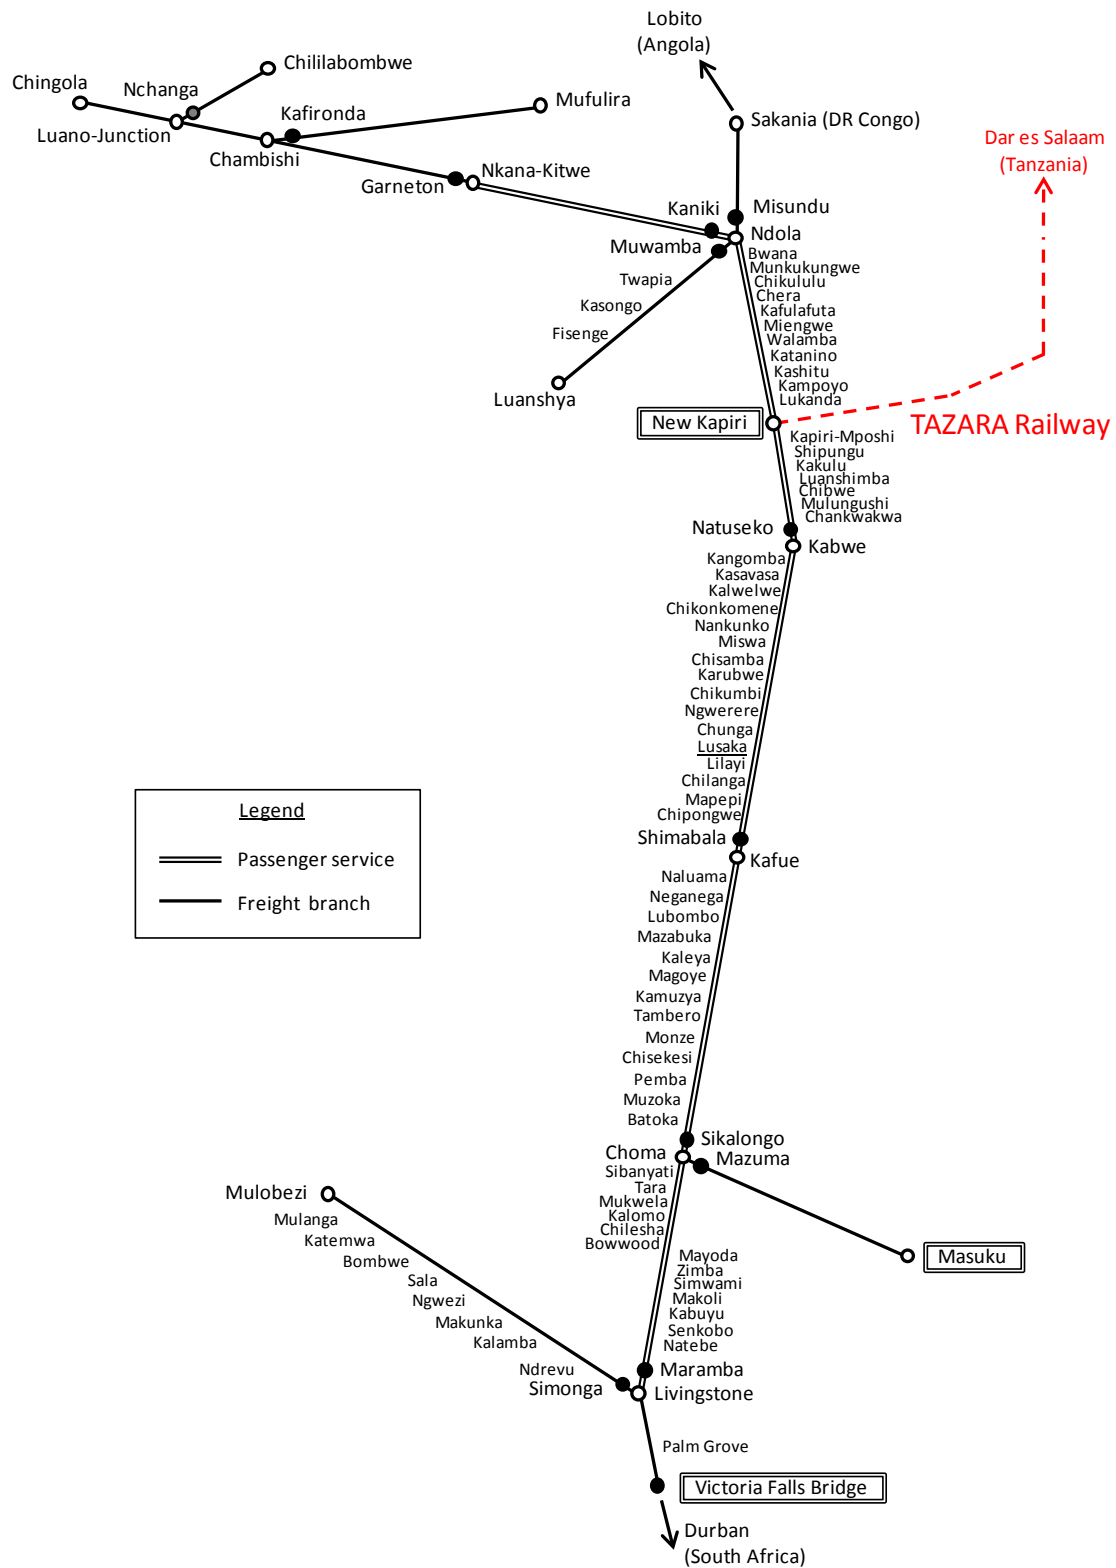 Lobito
(Angola)
Chililabombwe
Chingola
Nchanga
Kafironda
Mufulira
Luano-Junction
Chambishi
Sakania (DR Congo)
Dar es Salaam
(Tanzania)
Garneton
Nkana-Kitwe
Kaniki
Misundu
Muwamba
Ndola
Twapia
Kasongo
Fisenge
Luanshya
Bwana
Munkukungwe
Chikululu
Chera
Kafulafuta
Miengwe
Walamba
Katanino
Kashitu
Kampoyo
Lukanda
New Kapiri
TAZARA Railway
Kapiri-Mposhi
Shipungu
Kakulu
Luanshimba
Chibwe
Mulungushi
Chankwakwa
Natuseko
Kabwe
Kangomba
Kasavasa
Kalwelwe
Chikonkomene
Nankunko
Miswa
Chisamba
Karubwe
Chikumbi
Ngwerere
Chunga
Lusaka
Lilayi
Chilanga
Mapepi
Chipongwe
Shimabala
Kafue
Legend
Passenger service
Freight branch
Naluama
Neganega
Lubombo
Mazabuka
Kaleya
Magoye
Kamuzya
Tambero
Monze
Chisekesi
Pemba
Muzoka
Batoka
Sikalongo
Choma
Mazuma
Sibanyati
Tara
Mukwela
Kalomo
Chilesha
Bowwood
Masuku
Mayoda
Zimba
Simwami
Makoli
Kabuyu
Senkobo
Natebe
Mulobezi
Mulanga
Katemwa
Bombwe
Sala
Ngwezi
Makunka
Kalamba
Ndrevu
Simonga
Maramba
Livingstone
Palm Grove
Victoria Falls Bridge
Durban
(South Africa)